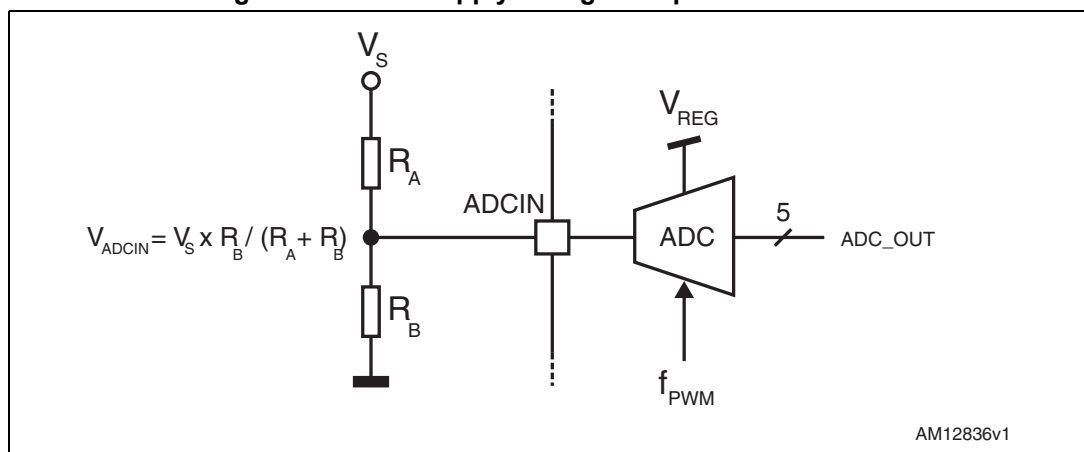 V_S
V_REG
R_A
ADCIN
5
V_ADCIN = V_S x R_B / (R_A + R_B)
ADC
ADC_OUT
R_B
f_PWM
AM12836v1